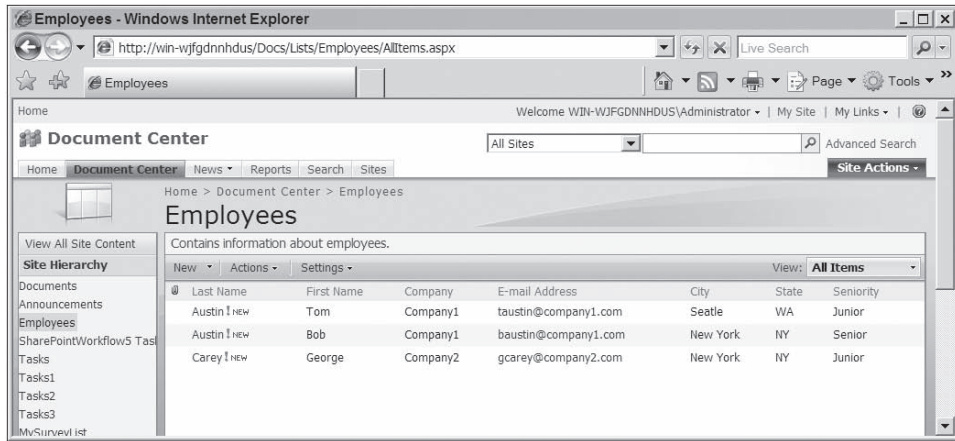 Employees - Windows Internet Explorer
http://win-wjfgdnnhdus/Docs/Lists/Employees/AllItems.aspx
Live Search
Employees
Page Tools »
Home
Welcome WIN-WJFGDNNHDUS\Administrator | My Site | My Links |
Document Center
All Sites
Advanced Search
Home Document Center News Reports Search Sites
Site Actions
Home > Document Center > Employees
Employees
View All Site Content
Contains information about employees.
Site Hierarchy
New Actions Settings
View: All Items
Documents
Announcements
Employees
SharePointWorkflow5 Tas
Tasks
Tasks1
Tasks2
Tasks3
MySurveyList
Last Name First Name Company E-mail Address City State Seniority
Austin ! NEW Tom Company1 taustin@company1.com Seatle WA Junior
Austin ! NEW Bob Company1 baustin@company1.com New York NY Senior
Carey ! NEW George Company2 gcarey@company2.com New York NY Junior